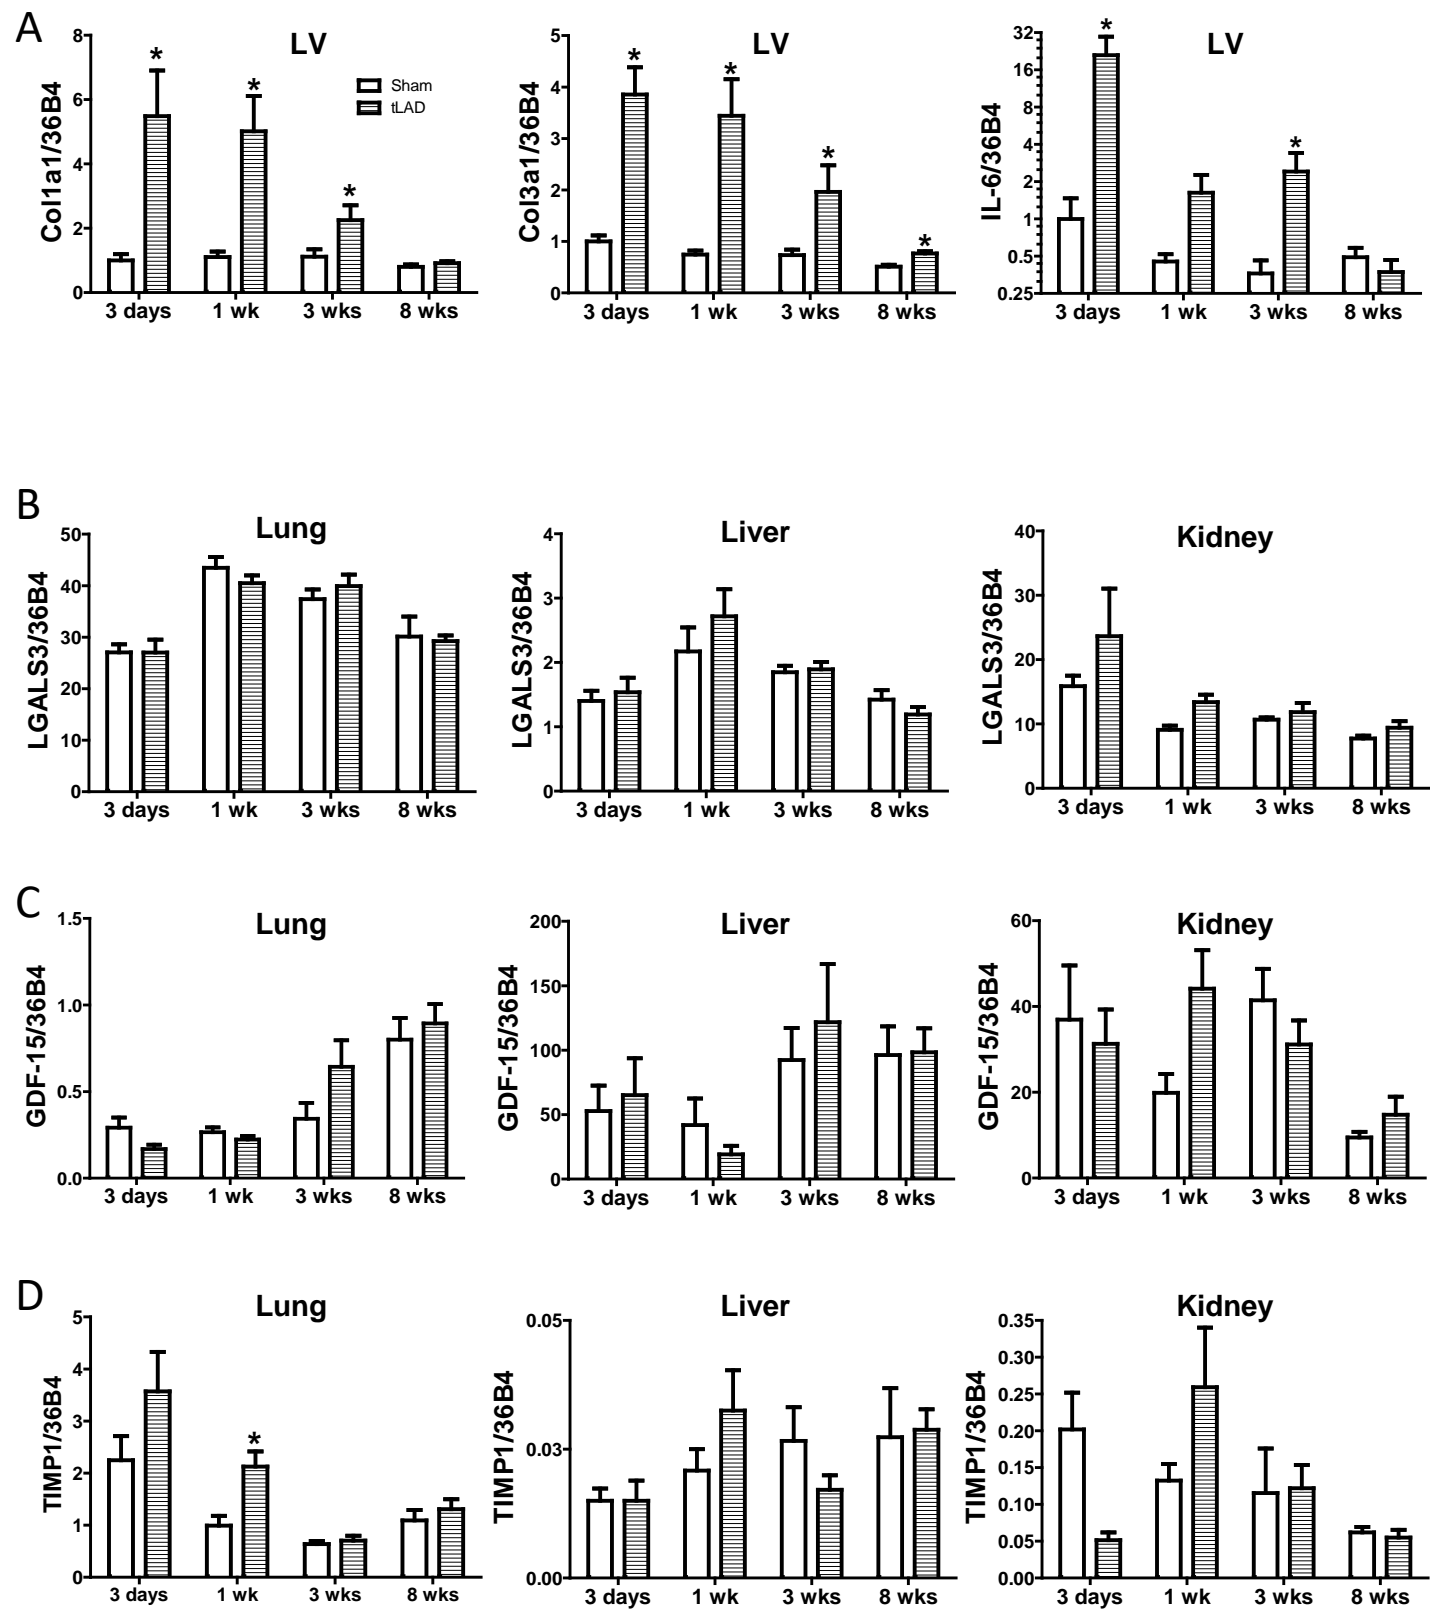 A
LV
Col1a1/36B4
8
6
4
2
0
*
*
*
Sham
tLAD
3 days 1 wk 3 wks 8 wks
LV
Col3a1/36B4
5
4
3
2
1
0
*
*
*
*
3 days 1 wk 3 wks 8 wks
LV
IL-6/36B4
32
16
8
4
2
1
0.5
0.25
*
*
3 days 1 wk 3 wks 8 wks
B
Lung
LGALS3/36B4
50
40
30
20
10
0
3 days 1 wk 3 wks 8 wks
Liver
LGALS3/36B4
4
3
2
1
0
3 days 1 wk 3 wks 8 wks
Kidney
LGALS3/36B4
40
30
20
10
0
3 days 1 wk 3 wks 8 wks
C
Lung
GDF-15/36B4
1.5
1.0
0.5
0.0
3 days 1 wk 3 wks 8 wks
Liver
GDF-15/36B4
200
150
100
50
0
3 days 1 wk 3 wks 8 wks
Kidney
GDF-15/36B4
60
40
20
0
3 days 1 wk 3 wks 8 wks
D
Lung
TIMP1/36B4
5
4
3
2
1
0
*
3 days 1 wk 3 wks 8 wks
Liver
TIMP1/36B4
0.05
0.03
0.00
3 days 1 wk 3 wks 8 wks
Kidney
TIMP1/36B4
0.35
0.30
0.25
0.20
0.15
0.10
0.05
0.00
3 days 1 wk 3 wks 8 wks